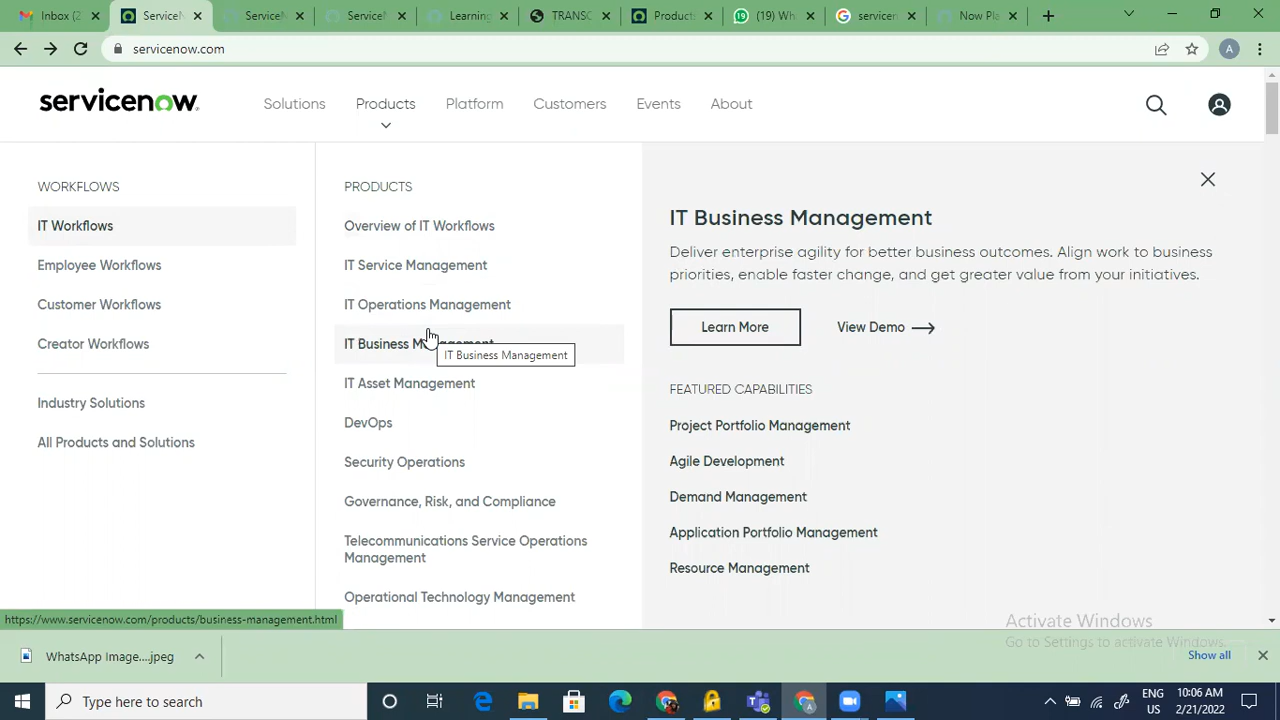 Inbox (2
ServiceN
ServiceN
ServiceN
Learning
TRANSC
Product
(19) Wh
servicen
Now Pla
servicenow.com
A
servicenow
Solutions
Products
Platform
Customers
Events
About
WORKFLOWS
IT Workflows
Employee Workflows
Customer Workflows
Creator Workflows
Industry Solutions
All Products and Solutions
PRODUCTS
Overview of IT Workflows
IT Service Management
IT Operations Management
IT Business
IT Business Management
IT Asset Management
DevOps
Security Operations
Governance, Risk, and Compliance
Telecommunications Service Operations
Management
Operational Technology Management
IT Business Management
Deliver enterprise agility for better business outcomes. Align work to business
priorities, enable faster change, and get greater value from your initiatives.
Learn More
View Demo
FEATURED CAPABILITIES
Project Portfolio Management
Agile Development
Demand Management
Application Portfolio Management
Resource Management
https://www.servicenow.com/products/business-management.html
Activate Windows
Go to Settings to activate Windows.
WhatsApp Image....jpeg
Show all
Type here to search
ENG
US
10:06 AM
2/21/2022